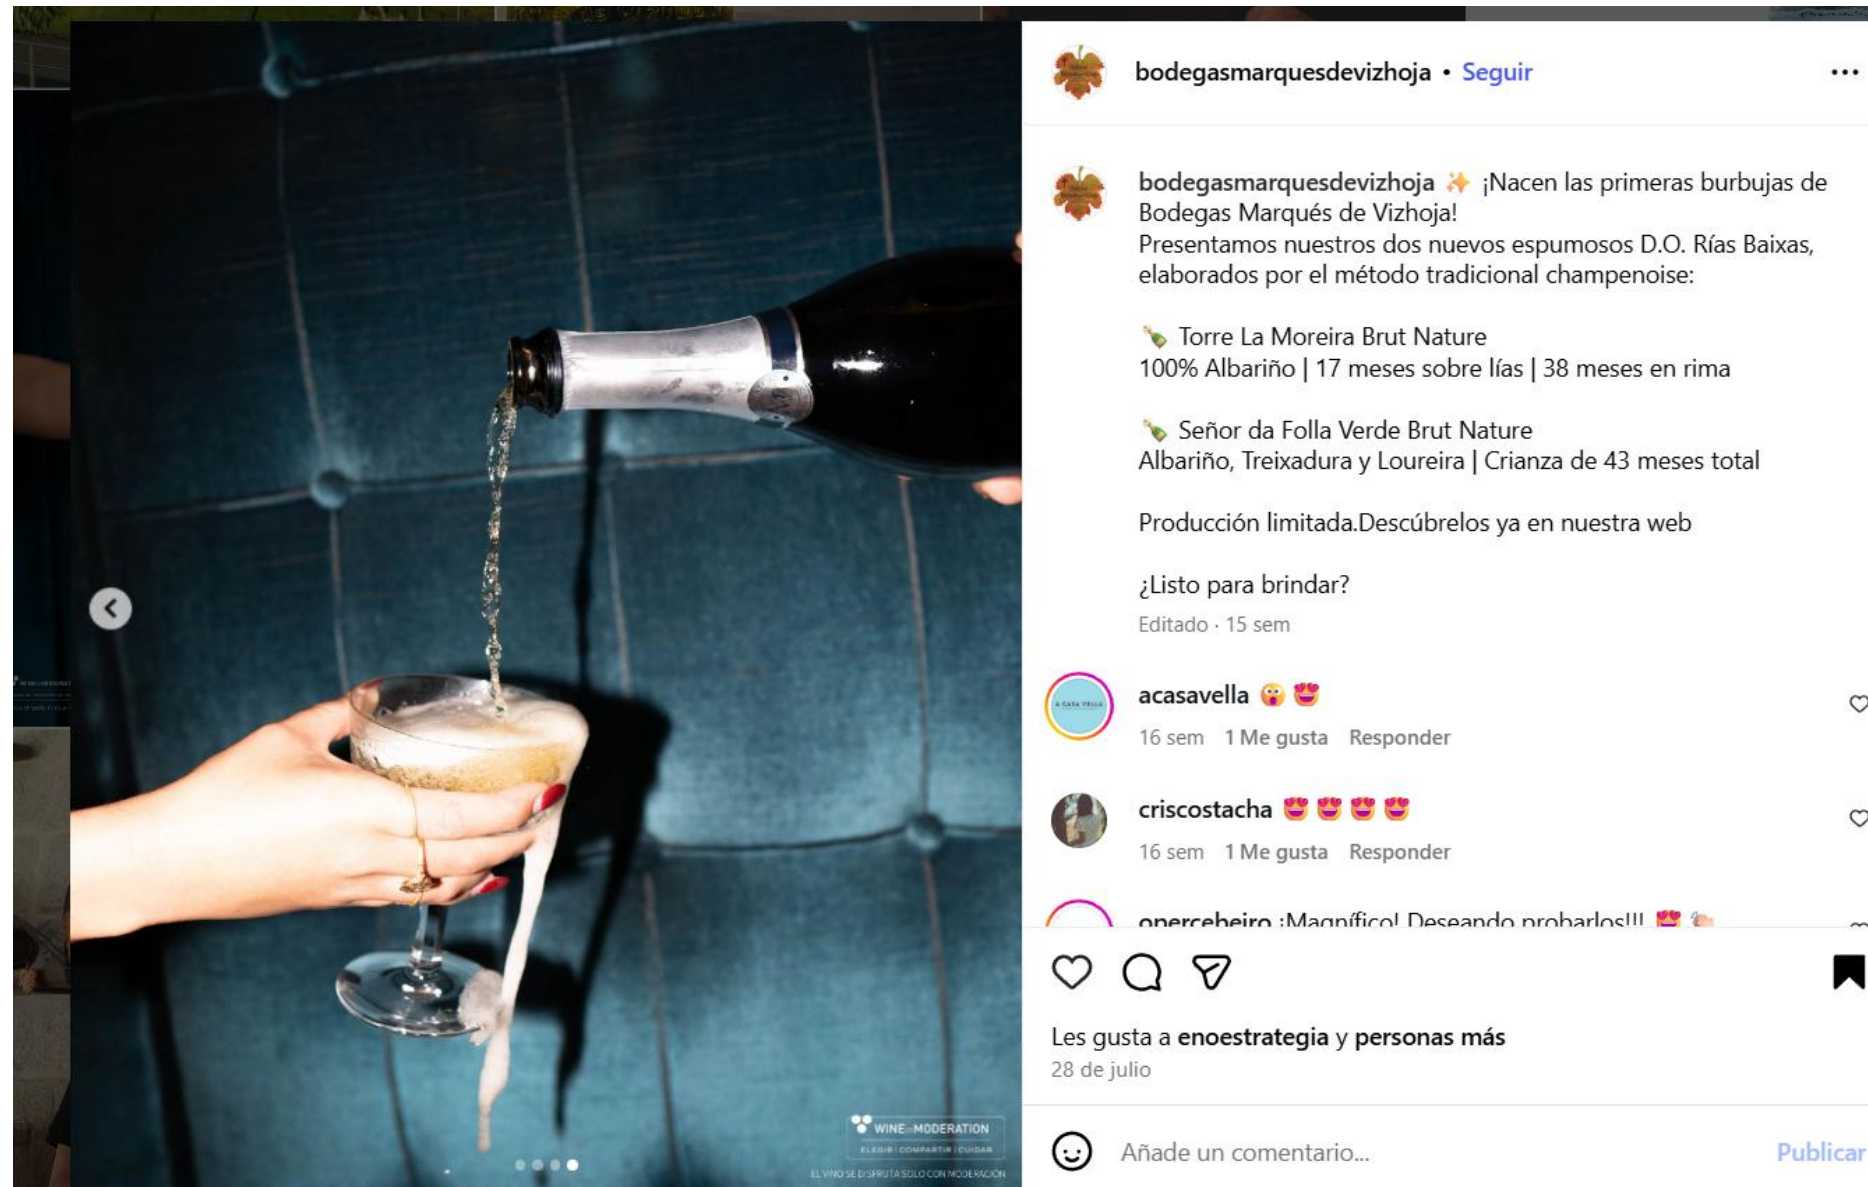 bodegasmarquesdevizhoja • Seguir
bodegasmarquesdevizhoja ✨ ¡Nacen las primeras burbujas de
Bodegas Marqués de Vizhoja!
Presentamos nuestros dos nuevos espumosos D.O. Rías Baixas,
elaborados por el método tradicional champenoise:
🍾 Torre La Moreira Brut Nature
100% Albariño | 17 meses sobre lías | 38 meses en rima
🍾 Señor da Folla Verde Brut Nature
Albariño, Treixadura y Loureira | Crianza de 43 meses total
Producción limitada.Descúbrelos ya en nuestra web
¿Listo para brindar?
Editado · 15 sem
acasavella 😲 😍
16 sem 1 Me gusta Responder
criscostacha 😍 😍 😍 😍
16 sem 1 Me gusta Responder
opercebeiro ¡Magnífico! Deseando probarlos!!! 😍 👏🏻
Les gusta a enoestrategia y personas más
28 de julio
Añade un comentario...
Publicar
A CASA VELLA
WINE in MODERATION
ELEGIR | COMPARTIR | CUIDAR
EL VINO SE DISFRUTA SOLO CON MODERACIÓN